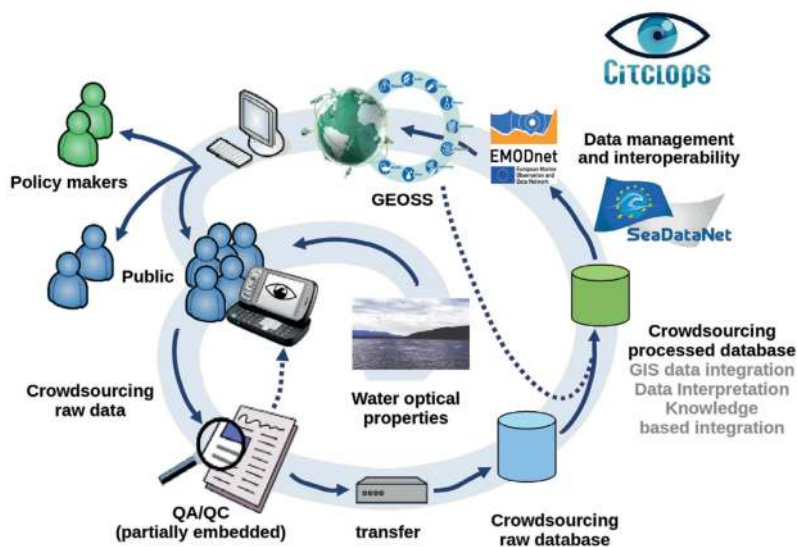 CITCLOPS
Data management
and interoperability
EMODnet
European Marine
Observation and
Data Network
GEOSS
SeaDataNet
Policy makers
Public
Crowdsourcing
processed database
GIS data integration
Data Interpretation
Knowledge
based integration
Crowdsourcing
raw data
Water optical
properties
QA/QC
(partially embedded)
transfer
Crowdsourcing
raw database